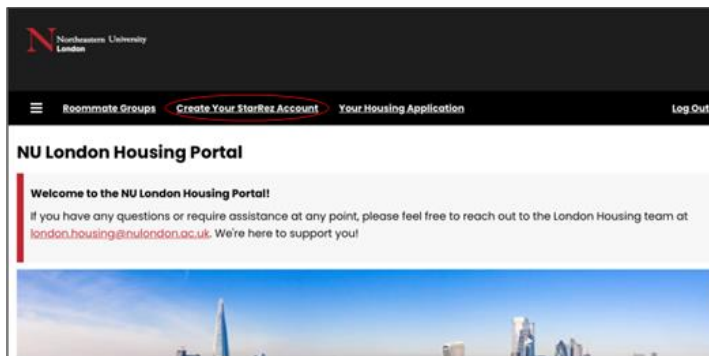 Northeastern University
London
Roommate Groups Create Your StarRez Account Your Housing Application Log Out
NU London Housing Portal
Welcome to the NU London Housing Portal!
If you have any questions or require assistance at any point, please feel free to reach out to the London Housing team at
london.housing@nulondon.ac.uk. We're here to support you!